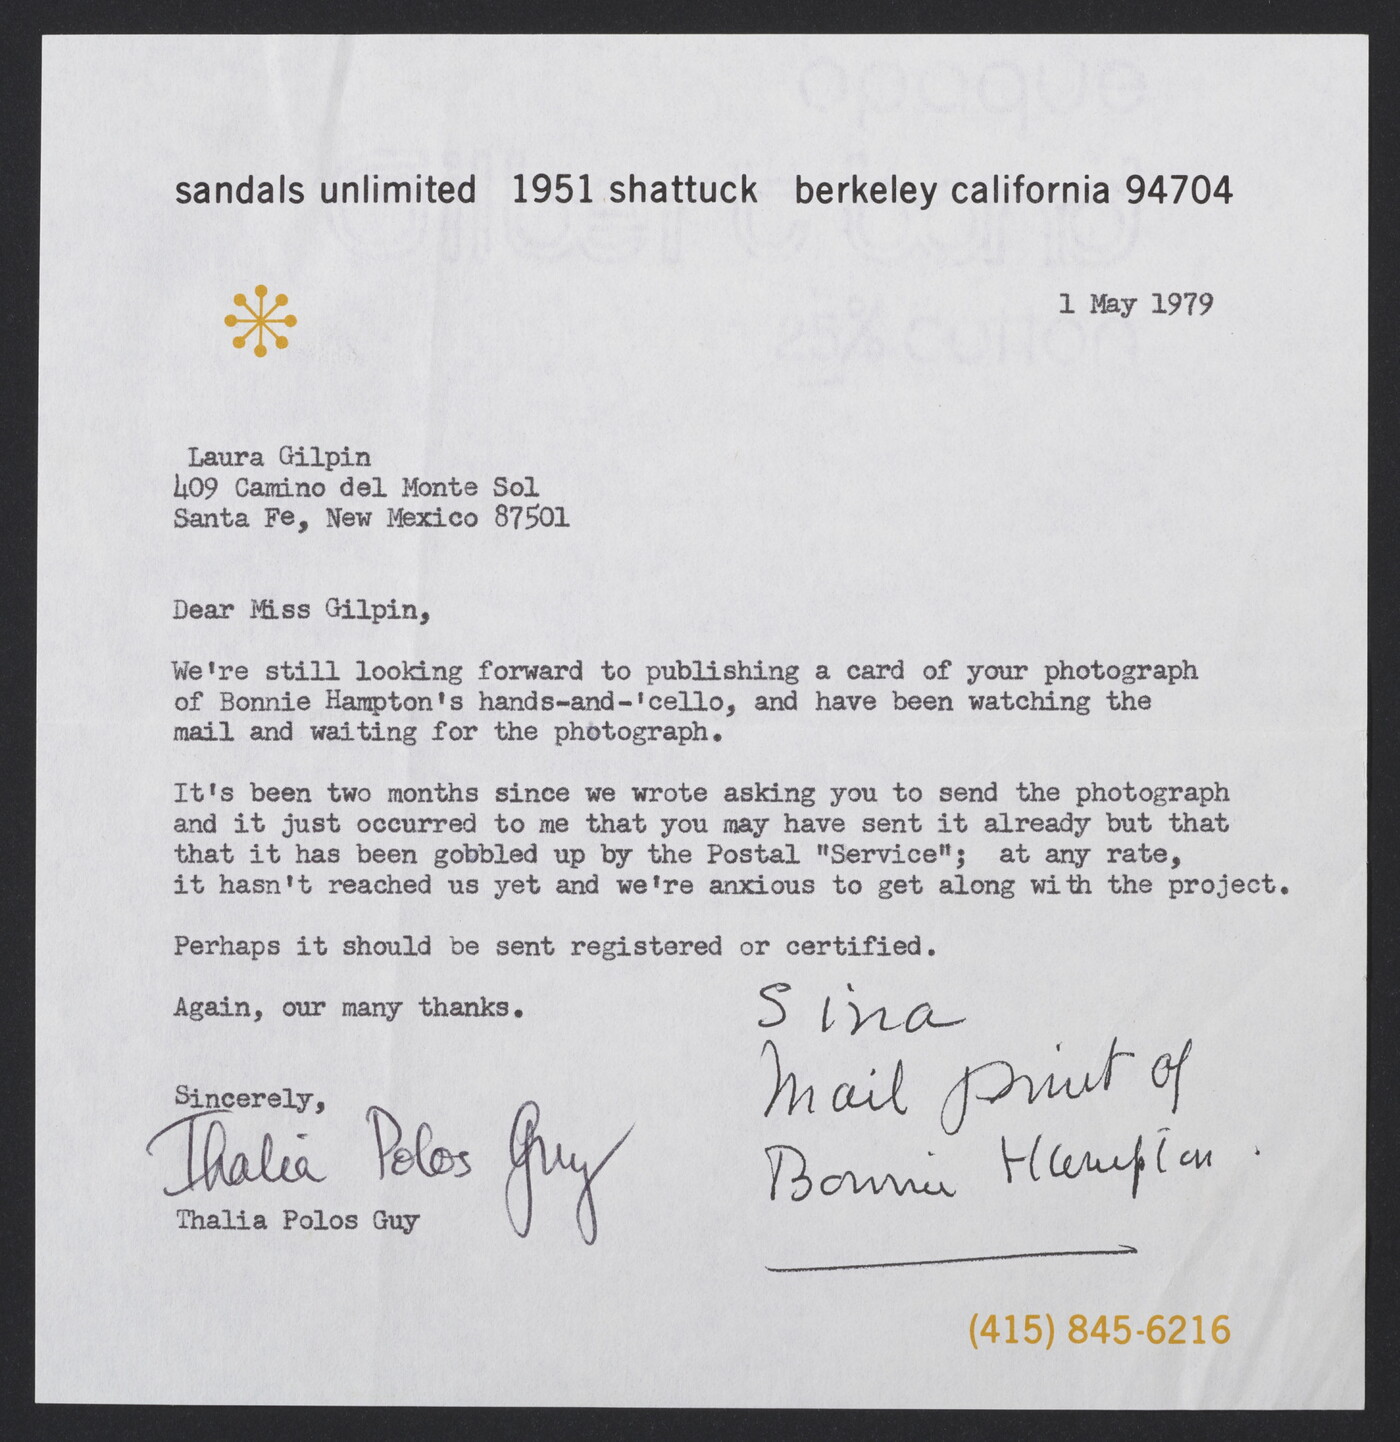 sandals unlimited 1951 shattuck berkeley california 94704
1 May 1979
Laura Gilpin
409 Camino del Monte Sol
Santa Fe, New Mexico 87501
Dear Miss Gilpin,
We're still looking forward to publishing a card of your photograph
of Bonnie Hampton's hands-and-'cello, and have been watching the
mail and waiting for the photograph.
It's been two months since we wrote asking you to send the photograph
and it just occurred to me that you may have sent it already but that
that it has been gobbled up by the Postal "Service"; at any rate,
it hasn't reached us yet and we're anxious to get along with the project.
Perhaps it should be sent registered or certified.
Again, our many thanks.
Sincerely,
Thalia Polos Guy
Thalia Polos Guy
Sina
Mail print of
Bonnie Hampton.
(415) 845-6216